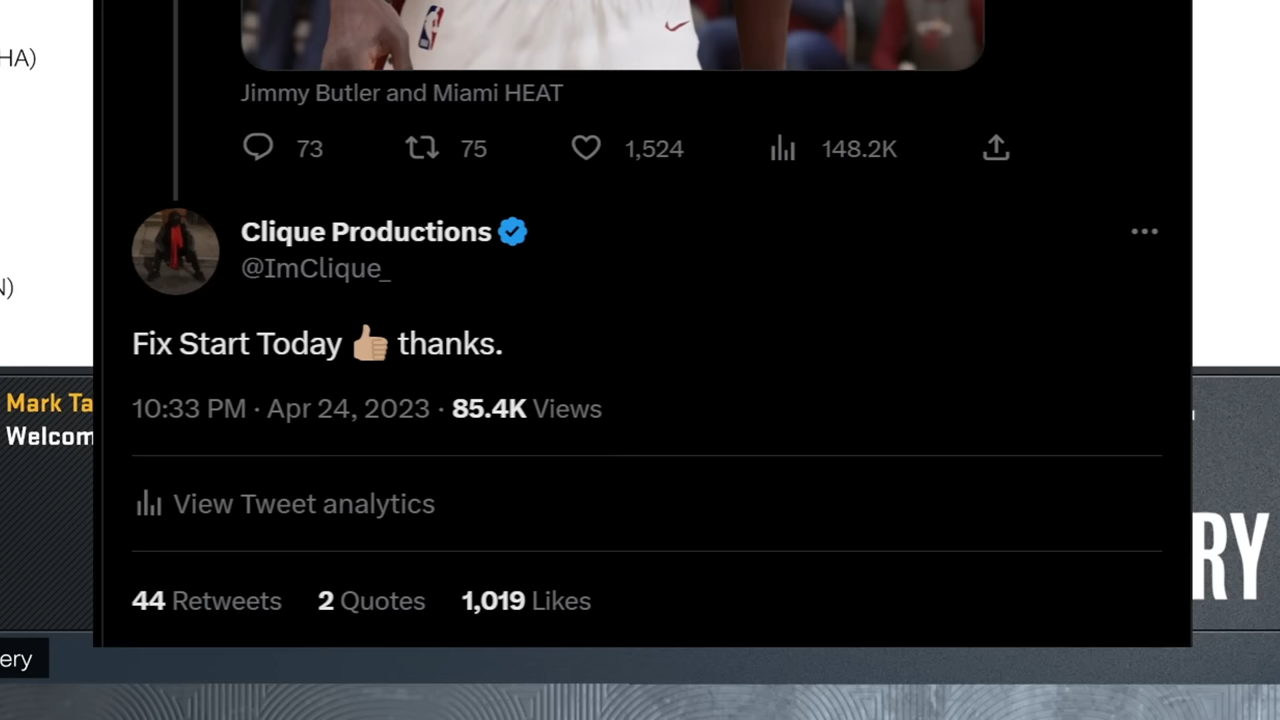 HA)
Jimmy Butler and Miami HEAT
73 75 1,524 148.2K
Clique Productions
@ImClique_
N)
Fix Start Today 👍🏼 thanks.
Mark Ta
10:33 PM · Apr 24, 2023 · 85.4K Views
Welcom
View Tweet analytics
RY
44 Retweets 2 Quotes 1,019 Likes
ery